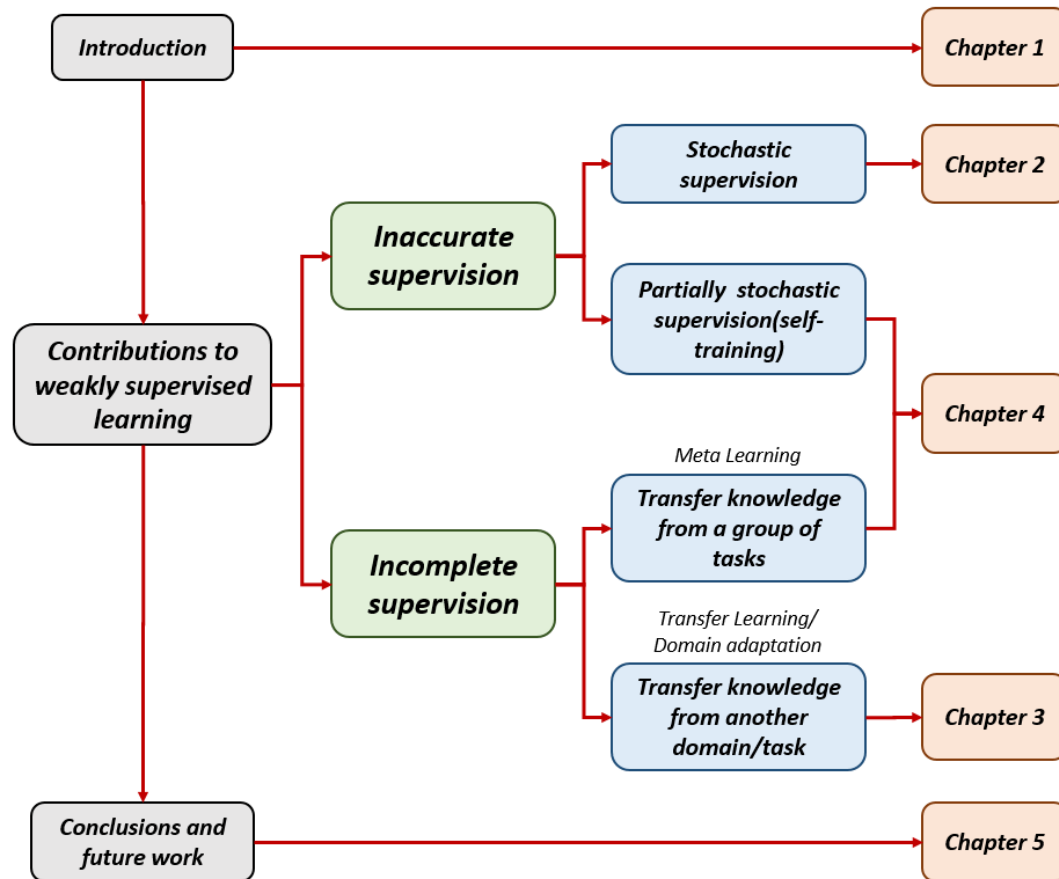 Introduction
Chapter 1
Stochastic
supervision
Chapter 2
Inaccurate
supervision
Partially stochastic
supervision(self-
training)
Contributions to
weakly supervised
learning
Chapter 4
Meta Learning
Transfer knowledge
from a group of
tasks
Incomplete
supervision
Transfer Learning/
Domain adaptation
Transfer knowledge
from another
domain/task
Chapter 3
Conclusions and
future work
Chapter 5